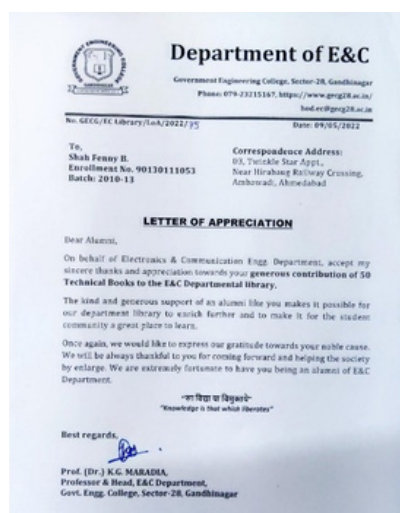 GOVERNMENT ENGINEERING COLLEGE
GANDHINAGAR
Department of E&C
Government Engineering College, Sector-28, Gandhinagar
Phone: 079-23215167, https://www.gecg28.ac.in/
hod.ec@gecg28.ac.in
No. GECG/EC Library/LoA/2022/35
Date: 09/05/2022
To,
Shah Fenny B.
Enrollment No. 90130111053
Batch: 2010-13
Correspondence Address:
03, Twinkle Star Appt.,
Near Hirabaug Railway Crossing,
Ambawadi, Ahmedabad
LETTER OF APPRECIATION
Dear Alumni,
On behalf of Electronics & Communication Engg. Department, accept my
sincere thanks and appreciation towards your generous contribution of 50
Technical Books to the E&C Departmental library.
The kind and generous support of an alumni like you makes it possible for
our department library to enrich further and to make it for the student
community a great place to learn.
Once again, we would like to express our gratitude towards your noble cause.
We will be always thankful to you for coming forward and helping the society
by enlarge. We are extremely fortunate to have you being an alumni of E&C
Department.
"सा विद्या या विमुक्तये"
"Knowledge is that which liberates"
Best regards,
Prof. (Dr.) K.G. MARADIA,
Professor & Head, E&C Department,
Govt. Engg. College, Sector-28, Gandhinagar